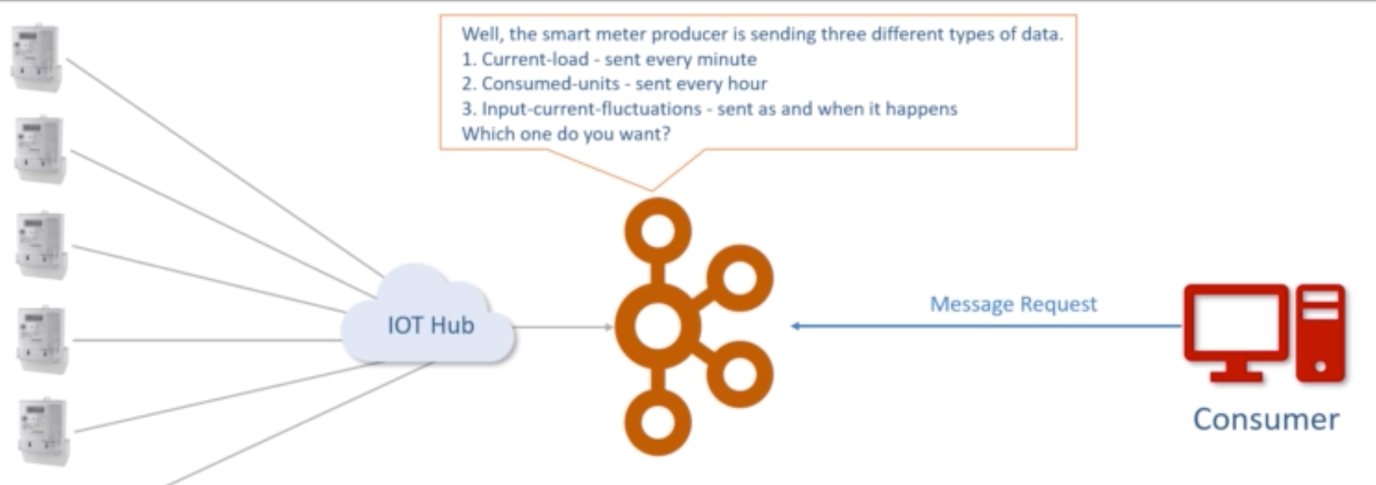 Well, the smart meter producer is sending three different types of data.
1. Current-load - sent every minute
2. Consumed-units - sent every hour
3. Input-current-fluctuations - sent as and when it happens
Which one do you want?
IOT Hub
Message Request
Consumer